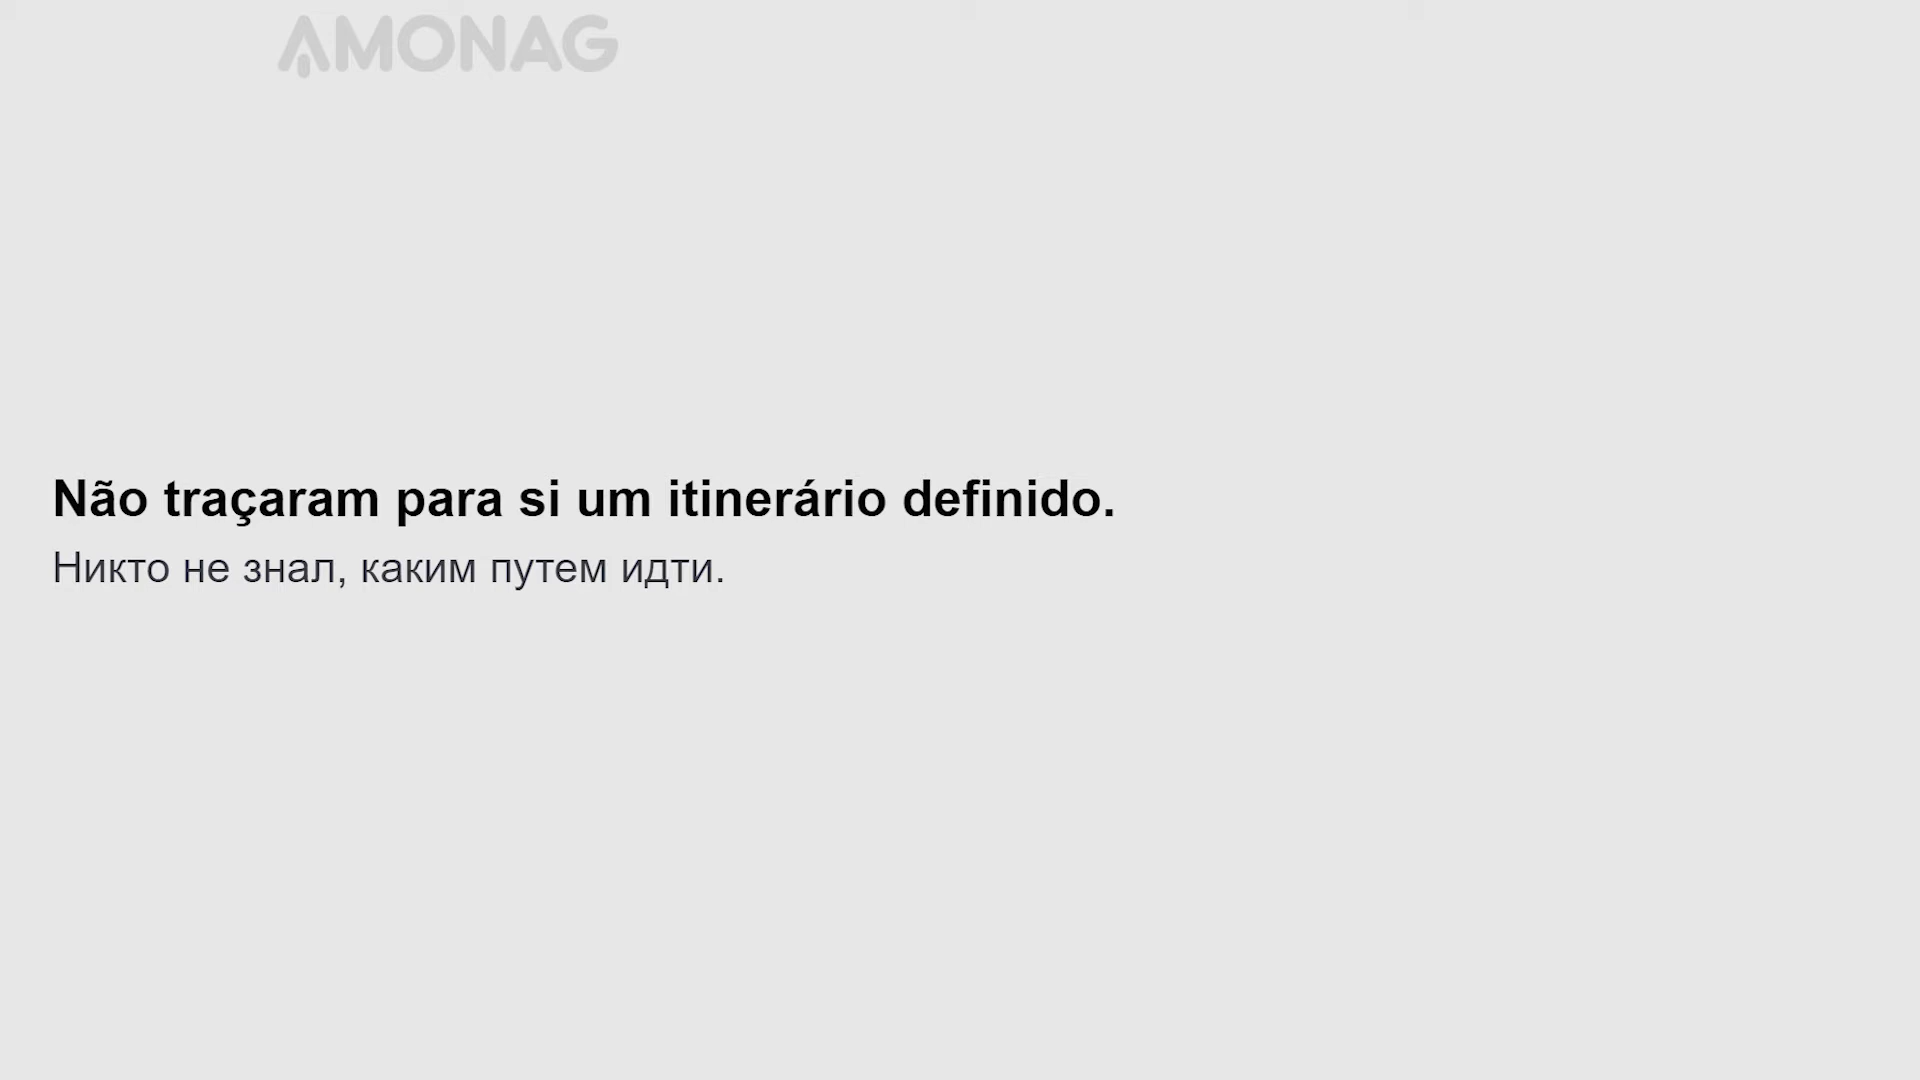 AMONAG
Não traçaram para si um itinerário definido.
Никто не знал, каким путем идти.